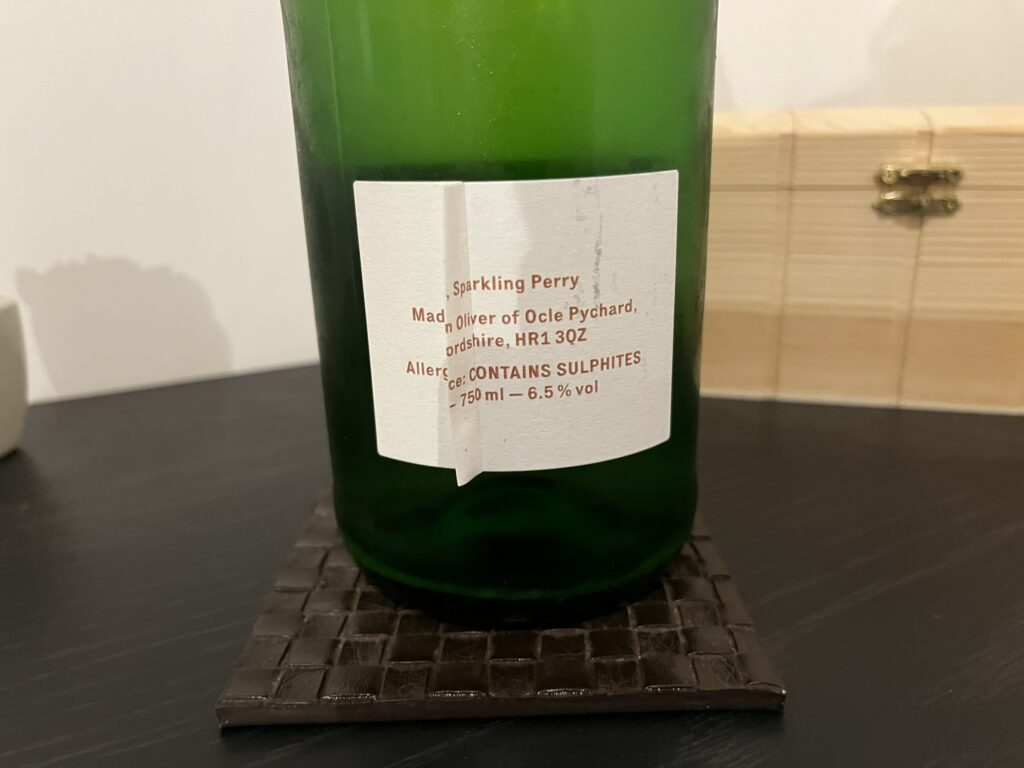 , Sparkling Perry
Mad n Oliver of Ocle Pychard,
ordshire, HR1 3QZ
Allerg ce: CONTAINS SULPHITES
– 750 ml — 6.5 % vol